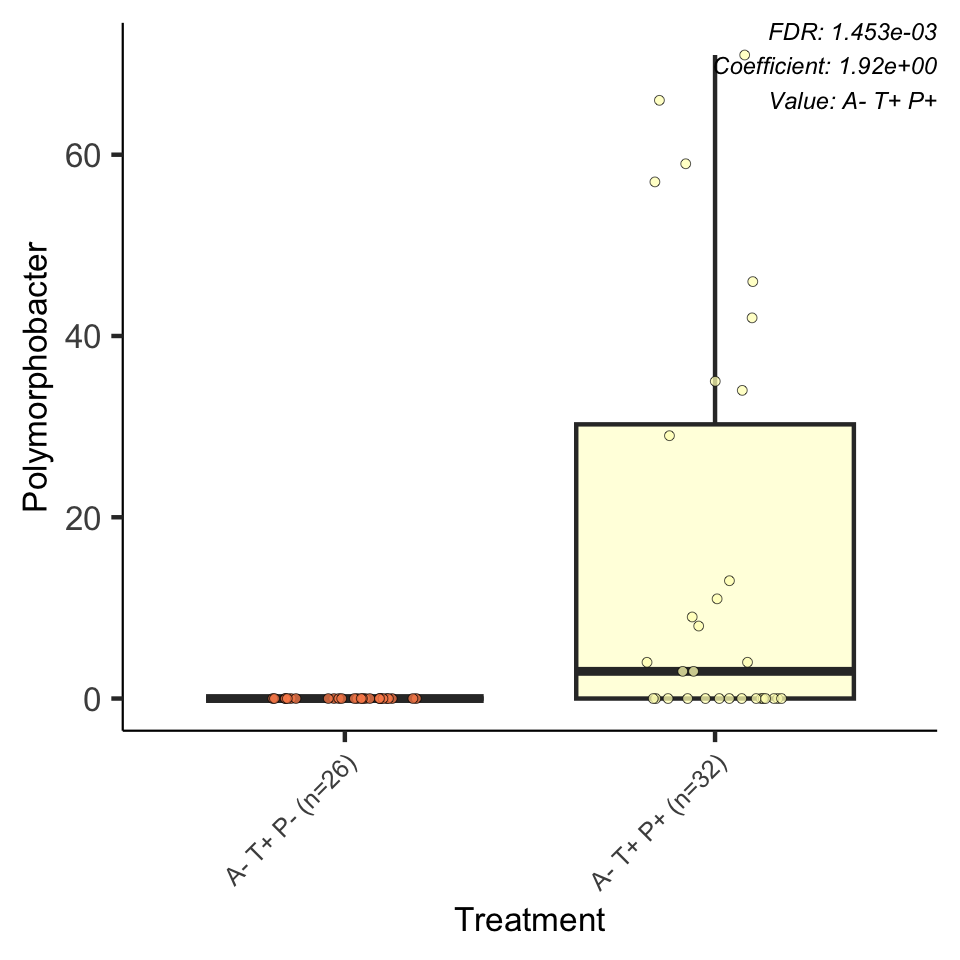 FDR: 1.453e-03
Coefficient: 1.92e+00
Value: A- T+ P+
Polymorphobacter
60
40
20
0
A- T+ P- (n=26)
A- T+ P+ (n=32)
Treatment